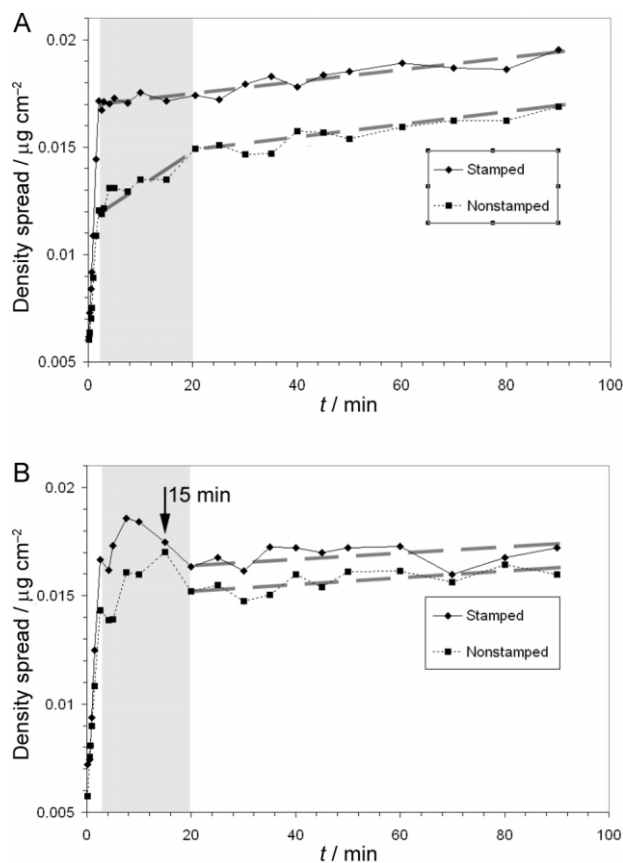 A
0.02
0.015
0.01
0.005
Density spread / μg cm⁻²
Stamped
Nonstamped
0 20 40 60 80 100
t / min
B
15 min
0.02
0.015
0.01
0.005
Density spread / μg cm⁻²
Stamped
Nonstamped
0 20 40 60 80 100
t / min